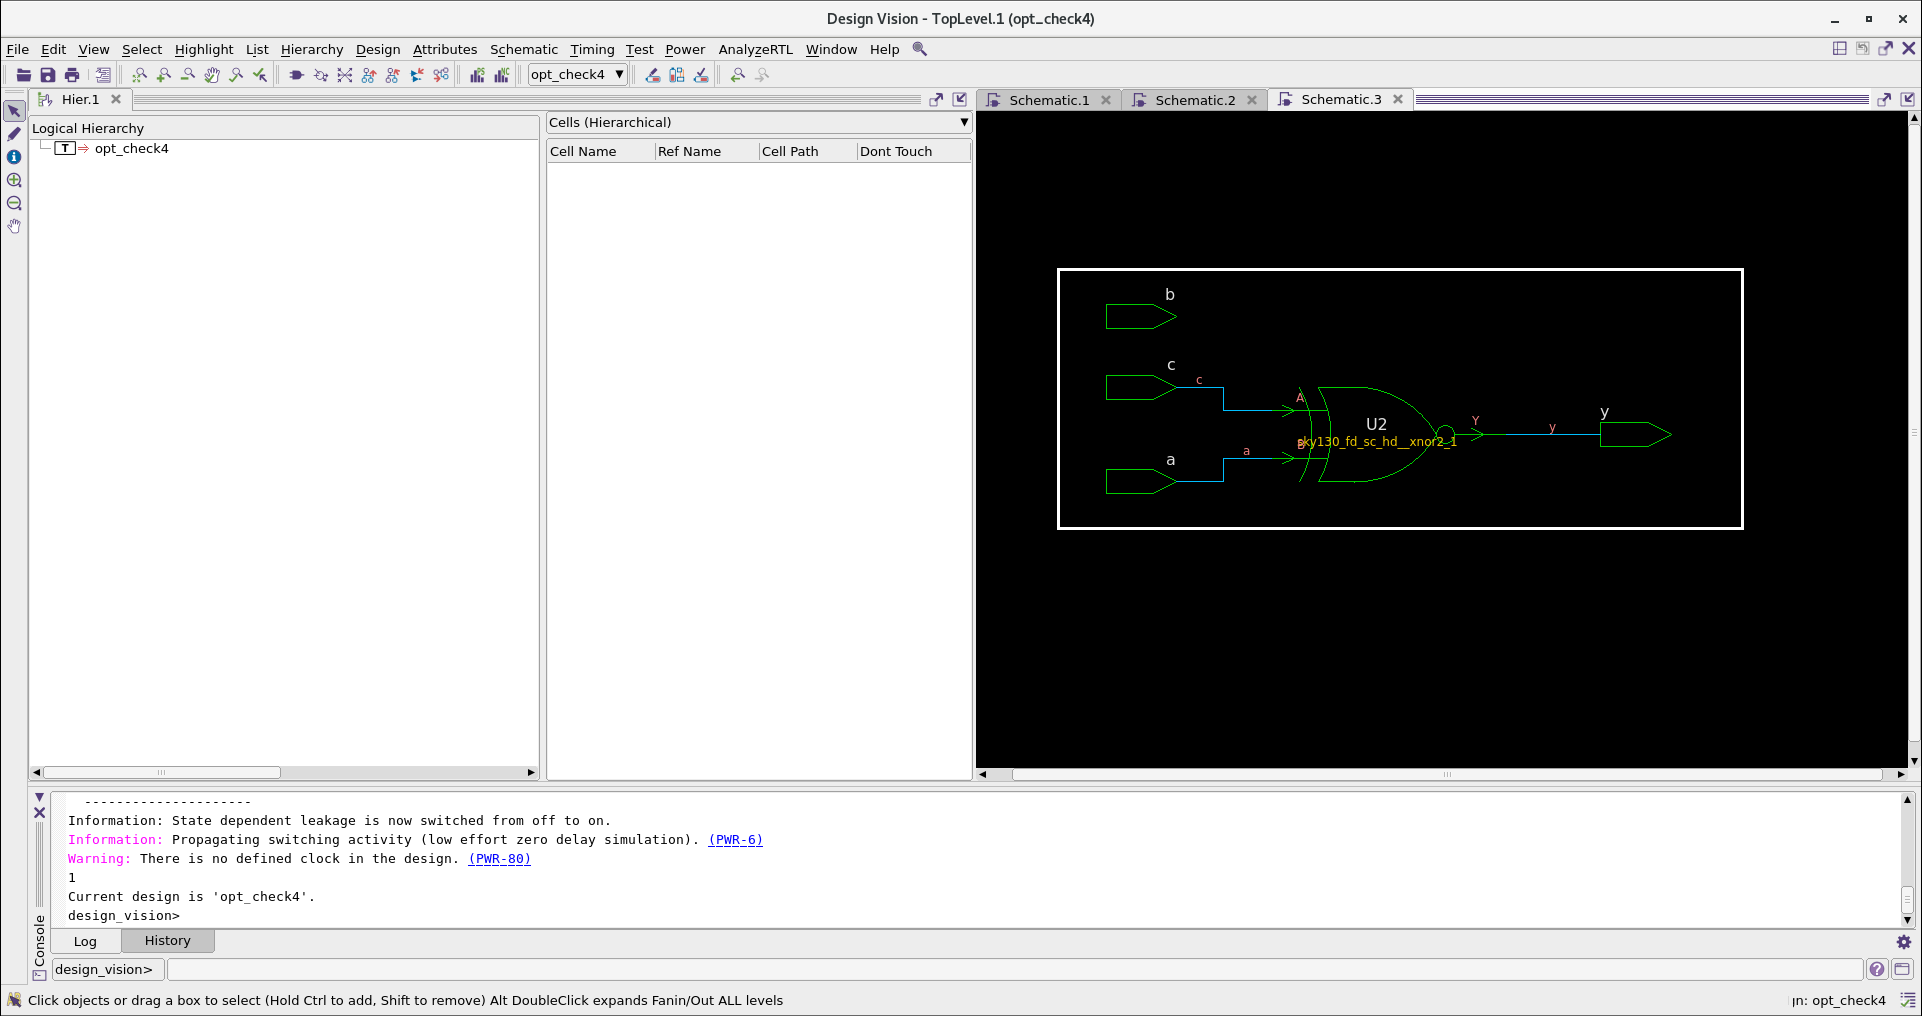 Design Vision - TopLevel.1 (opt_check4)
File Edit View Select Highlight List Hierarchy Design Attributes Schematic Timing Test Power AnalyzeRTL Window Help
opt_check4
Hier.1
Schematic.1 Schematic.2 Schematic.3
Logical Hierarchy
T opt_check4
Cells (Hierarchical)
Cell Name Ref Name Cell Path Dont Touch
b
c
c
A
U2
sky130_fd_sc_hd__xnor2_1
B
a
a
Y
y
y
---------------------
Information: State dependent leakage is now switched from off to on.
Information: Propagating switching activity (low effort zero delay simulation). (PWR-6)
Warning: There is no defined clock in the design. (PWR-80)
1
Current design is 'opt_check4'.
design_vision>
Console
Log History
design_vision>
Click objects or drag a box to select (Hold Ctrl to add, Shift to remove) Alt DoubleClick expands Fanin/Out ALL levels
opt_check4